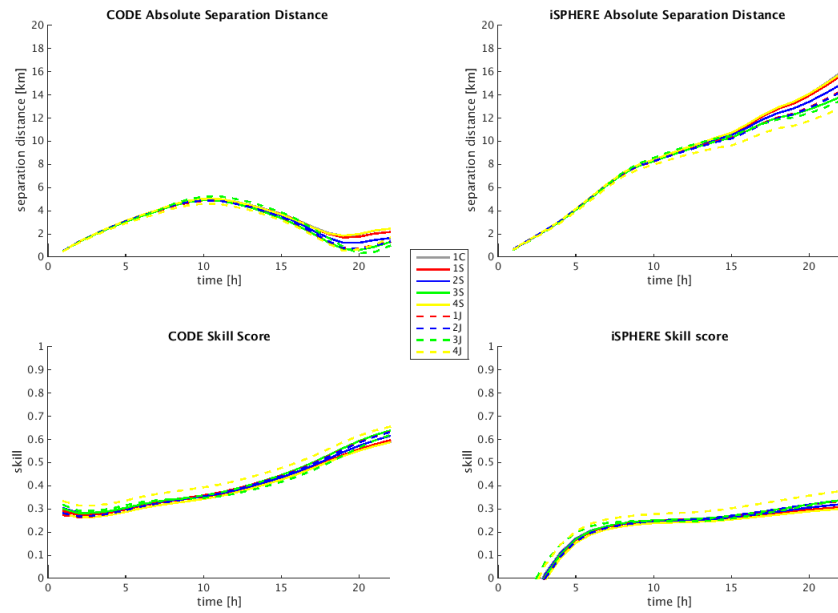 CODE Absolute Separation Distance
20
18
16
14
12
10
8
6
4
2
0
separation distance [km]
0 5 10 15 20
time [h]
iSPHERE Absolute Separation Distance
20
18
16
14
12
10
8
6
4
2
0
separation distance [km]
0 5 10 15 20
time [h]
1C
1S
2S
3S
4S
1J
2J
3J
4J
CODE Skill Score
1
0.9
0.8
0.7
0.6
0.5
0.4
0.3
0.2
0.1
0
skill
0 5 10 15 20
time [h]
iSPHERE Skill score
1
0.9
0.8
0.7
0.6
0.5
0.4
0.3
0.2
0.1
0
skill
0 5 10 15 20
time [h]